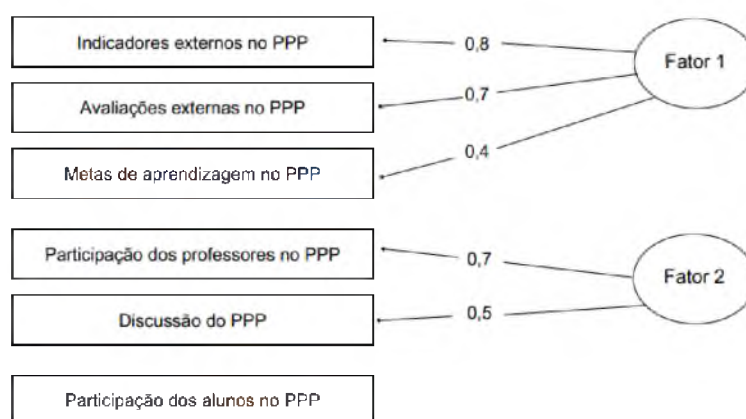 Indicadores externos no PPP
0,8
Fator 1
Avaliações externas no PPP
0,7
Metas de aprendizagem no PPP
0,4
Participação dos professores no PPP
0,7
Fator 2
Discussão do PPP
0,5
Participação dos alunos no PPP